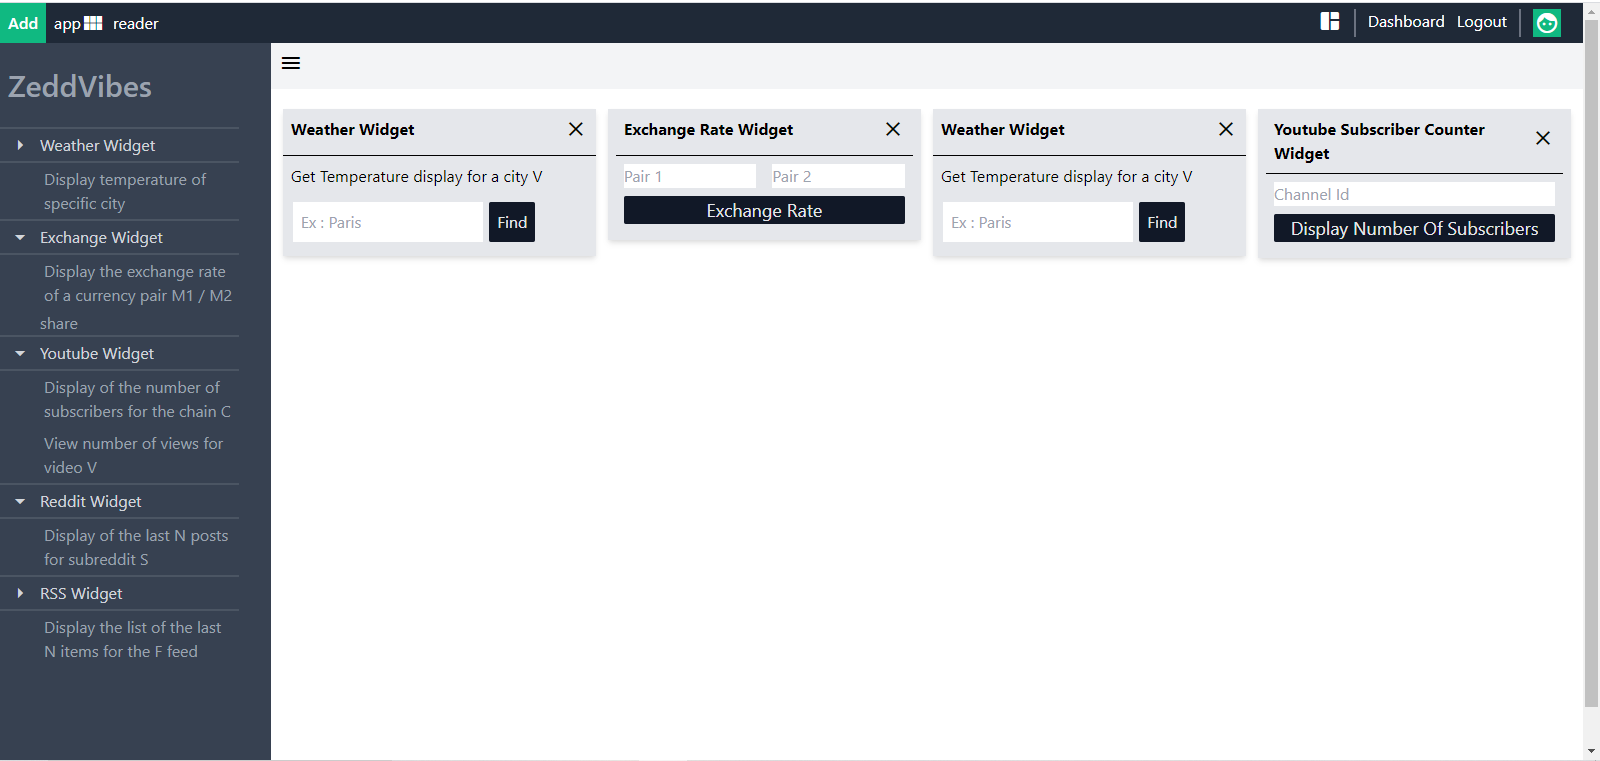 Add app reader
Dashboard Logout
ZeddVibes
Weather Widget
Display temperature of
specific city
Exchange Widget
Display the exchange rate
of a currency pair M1 / M2
share
Youtube Widget
Display of the number of
subscribers for the chain C
View number of views for
video V
Reddit Widget
Display of the last N posts
for subreddit S
RSS Widget
Display the list of the last
N items for the F feed
Weather Widget
Get Temperature display for a city V
Ex : Paris Find
Exchange Rate Widget
Pair 1 Pair 2
Exchange Rate
Weather Widget
Get Temperature display for a city V
Ex : Paris Find
Youtube Subscriber Counter
Widget
Channel Id
Display Number Of Subscribers